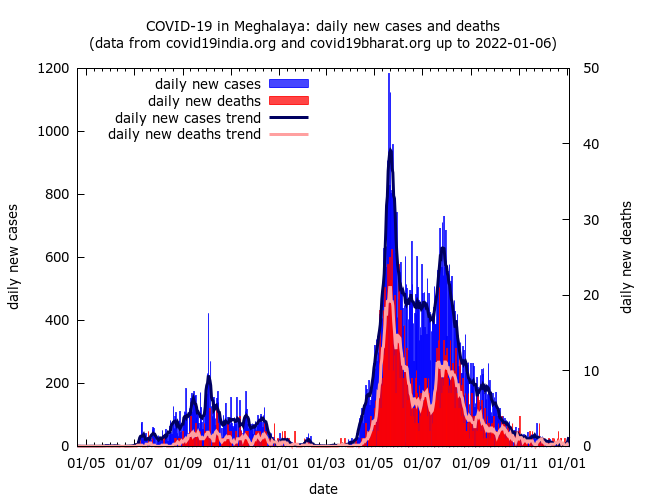 COVID-19 in Meghalaya: daily new cases and deaths
(data from covid19india.org and covid19bharat.org up to 2022-01-06)
daily new cases
daily new deaths
daily new cases trend
daily new deaths trend
1200
1000
800
600
400
200
0
50
40
30
20
10
0
daily new cases
daily new deaths
01/05 01/07 01/09 01/11 01/01 01/03 01/05 01/07 01/09 01/11 01/01
date